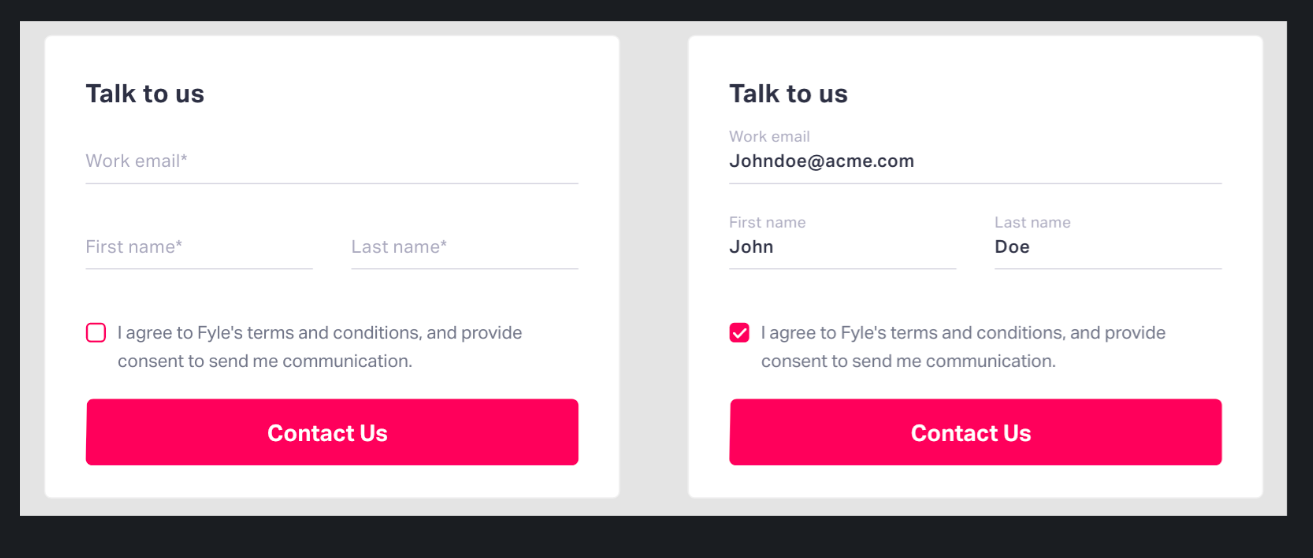 Talk to us
Work email*
First name*
Last name*
I agree to Fyle's terms and conditions, and provide
consent to send me communication.
Contact Us
Talk to us
Work email
Johndoe@acme.com
First name
John
Last name
Doe
I agree to Fyle's terms and conditions, and provide
consent to send me communication.
Contact Us